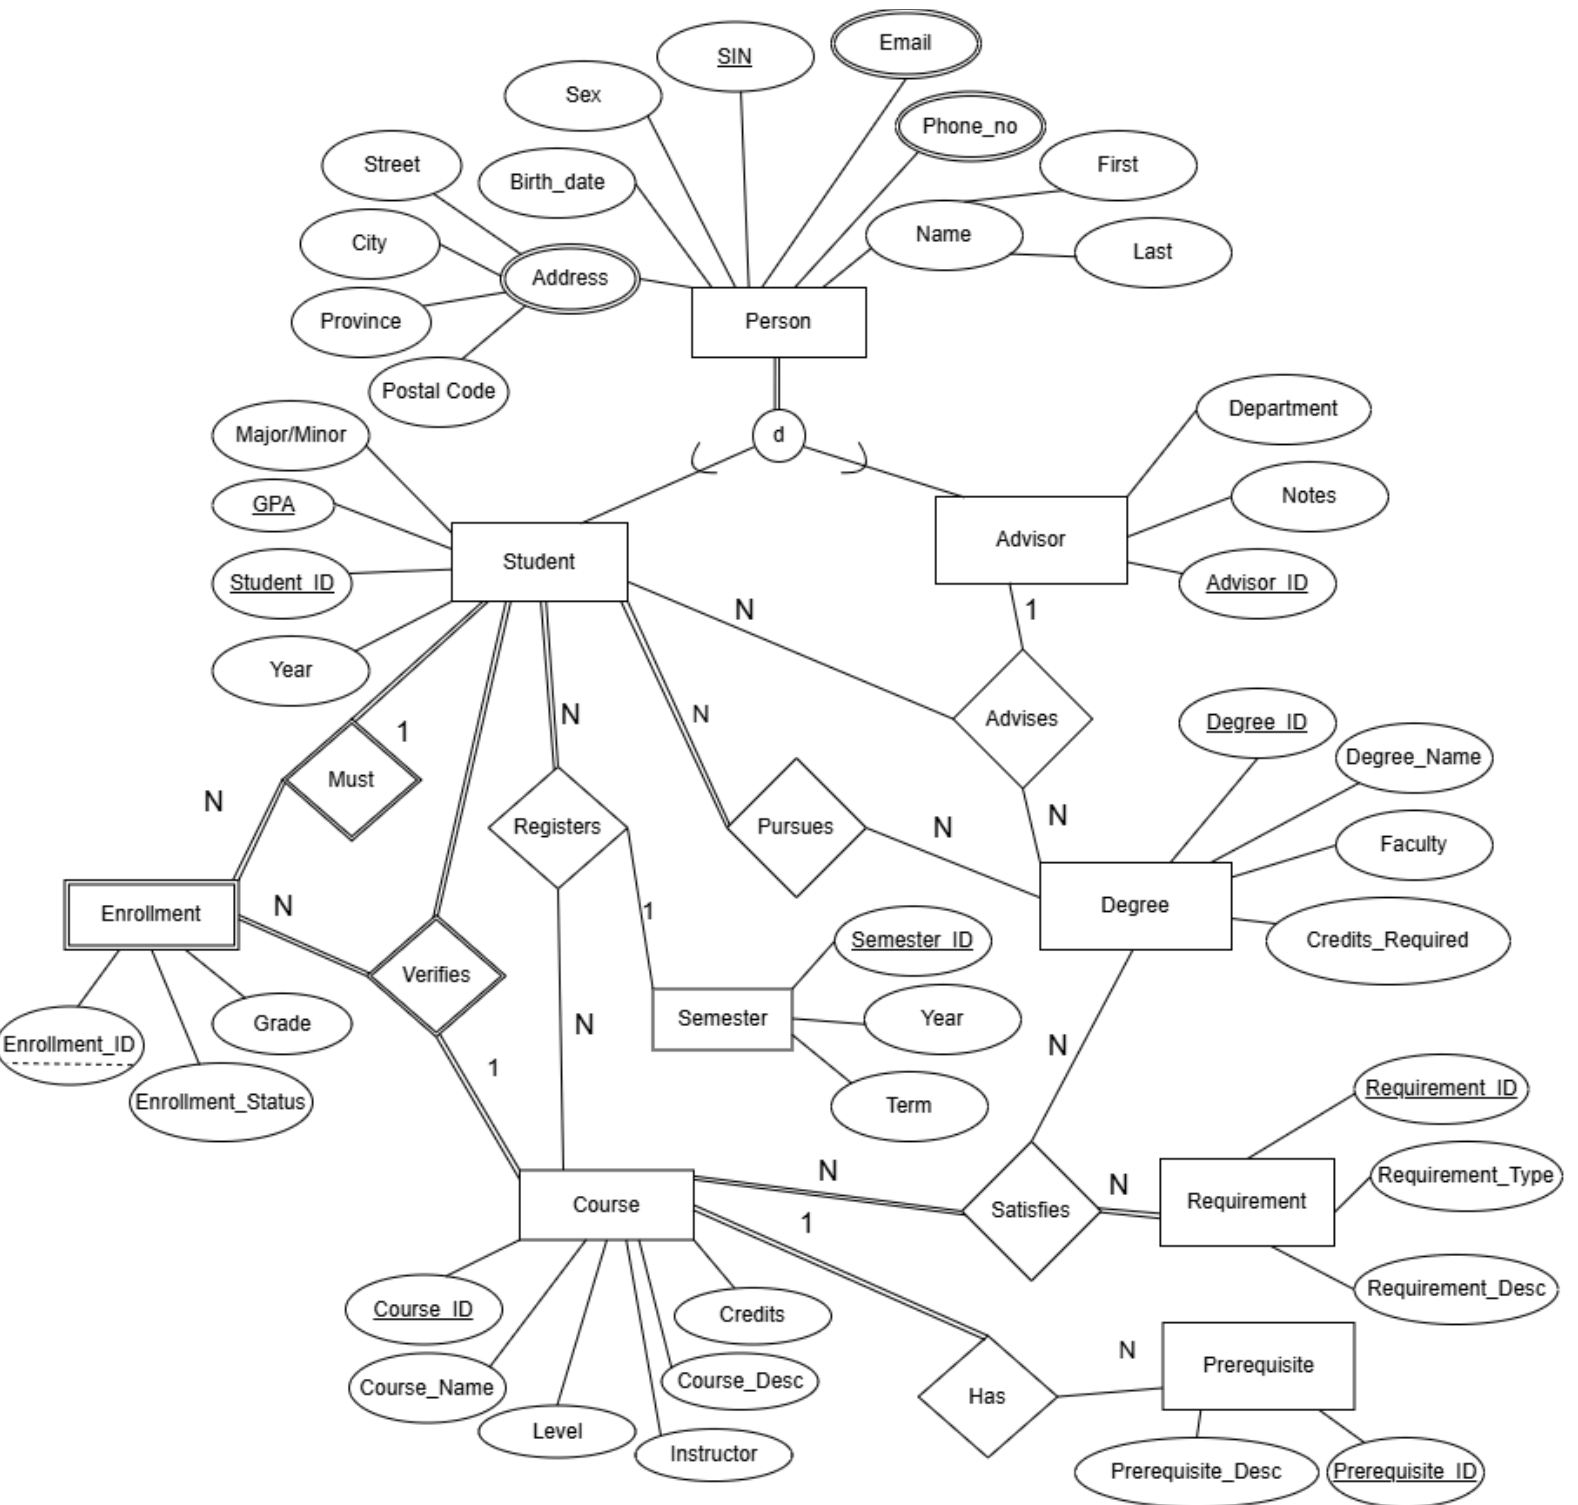 Email
SIN
Sex
Phone_no
Street
First
Birth_date
City
Name
Last
Address
Province
Person
Postal Code
Department
Major/Minor
d
Notes
GPA
Advisor
Student
Student_ID
Advisor_ID
N
1
Year
N
N
Degree_ID
1
Advises
Degree_Name
Must
N
N
Registers
Pursues
N
Faculty
Enrollment
N
1
Degree
Semester_ID
Credits_Required
Verifies
Grade
N
Semester
Year
Enrollment_ID
N
1
Enrollment_Status
Term
Requirement_ID
N
N
Requirement_Type
Course
1
Satisfies
Requirement
Requirement_Desc
Course_ID
Credits
N
Prerequisite
Course_Name
Course_Desc
Has
Level
Instructor
Prerequisite_Desc
Prerequisite_ID